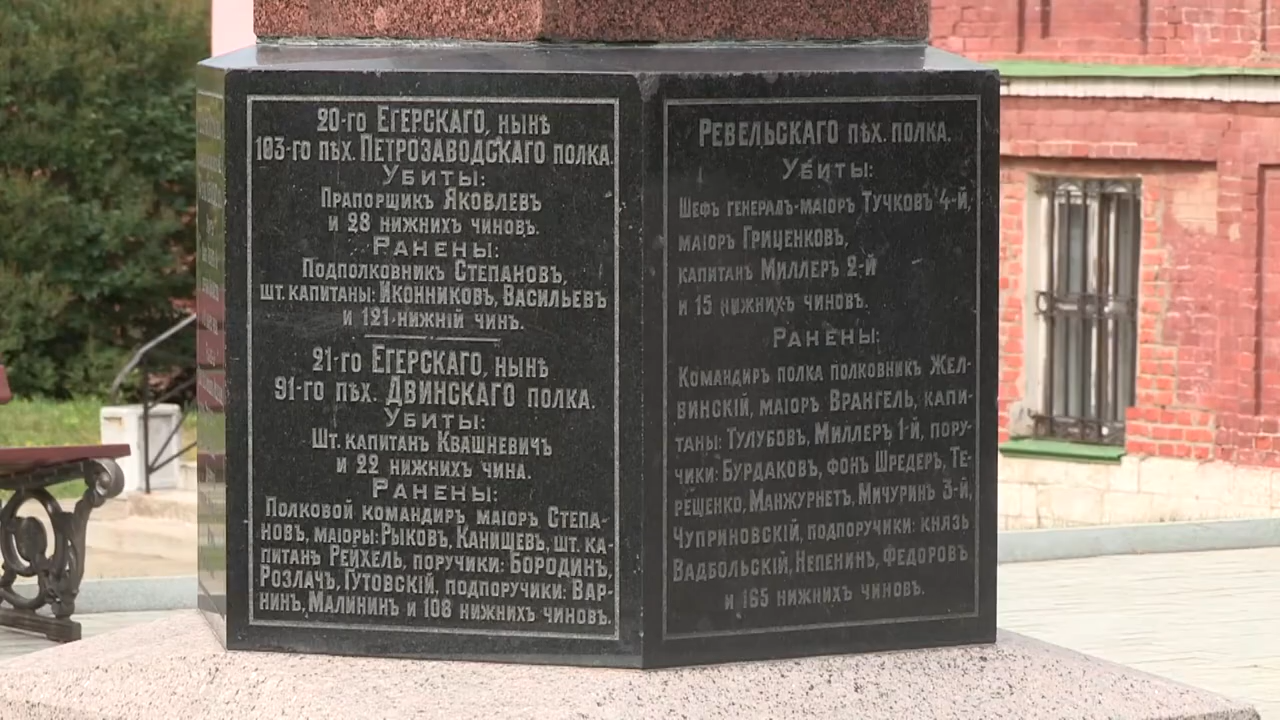 20-го Егерскаго, нынѣ
103-го пѣх. Петрозаводскаго полка.
Убиты:
Прапорщикъ Яковлевъ
и 28 нижнихъ чиновъ.
Ранены:
Подполковникъ Степановъ,
шт. капитаны: Иконниковъ, Васильевъ
и 121 нижній чинъ.
21-го Егерскаго, нынѣ
91-го пѣх. Двинскаго полка.
Убиты:
Шт. капитанъ Квашневичъ
и 22 нижнихъ чина.
Ранены:
Полковой командиръ маіоръ Степа-
новъ, маіоры: Рыковъ, Канищевъ, шт. ка-
питанъ Рейхель, поручики: Бородинъ,
Розлачъ, Гутовскій, подпоручики: Вар-
нинъ, Малининъ и 108 нижнихъ чиновъ.
Ревельскаго пѣх. полка.
Убиты:
Шефъ генералъ-маіоръ Тучковъ 4-й,
маіоръ Гриценковъ,
капитанъ Миллеръ 2-й
и 15 нижнихъ чиновъ.
Ранены:
Командиръ полка полковникъ Жел-
винскій, маіоръ Врангель, капи-
таны: Тулубовъ, Миллеръ 1-й, пору-
чики: Бурдаковъ, фонъ Шредеръ, Те-
рещенко, Манжурнетъ, Мичуринъ 3-й,
Чуприновскій, подпоручики: князь
Вадбольскій, Непенинъ, Федоровъ
и 165 нижнихъ чиновъ.